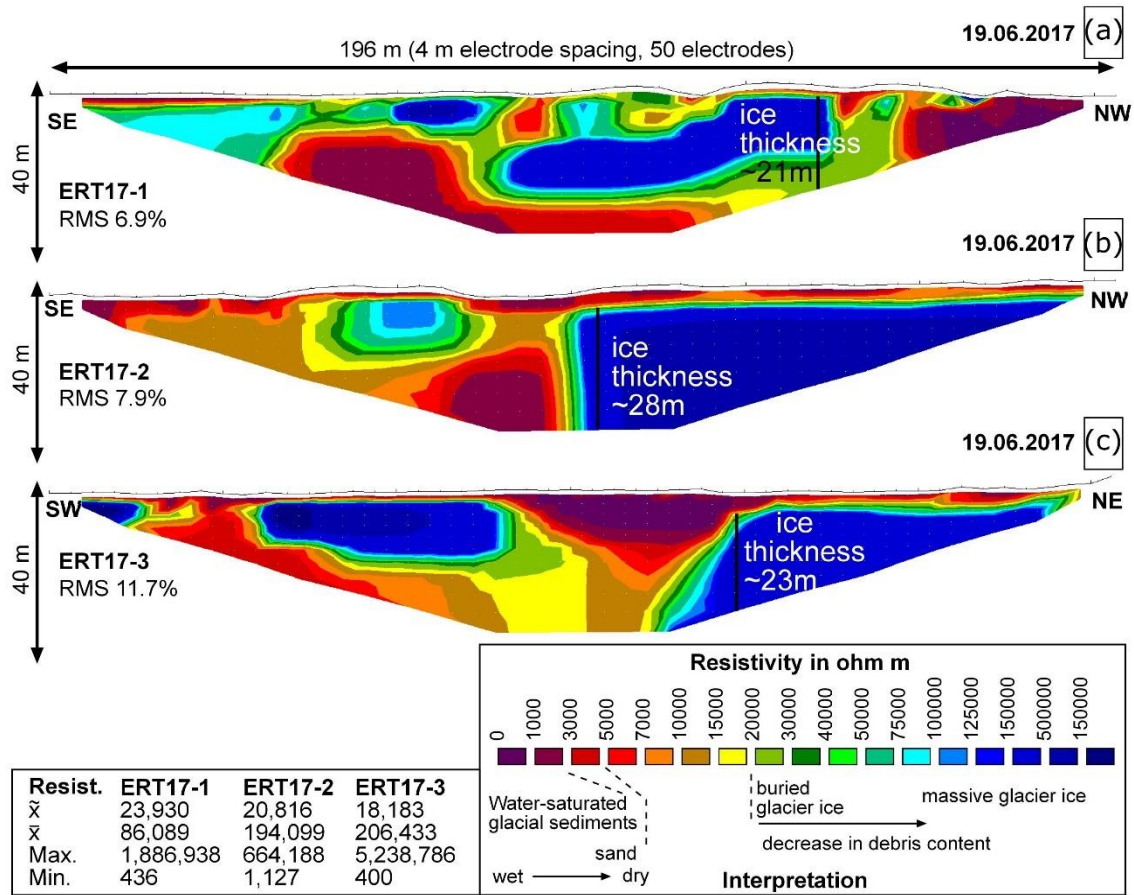 19.06.2017 (a)
196 m (4 m electrode spacing, 50 electrodes)
SE
NW
40 m
ice
thickness
~21m
ERT17-1
RMS 6.9%
19.06.2017 (b)
SE
NW
40 m
ice
thickness
~28m
ERT17-2
RMS 7.9%
19.06.2017 (c)
SW
NE
40 m
ice
thickness
~23m
ERT17-3
RMS 11.7%
Resistivity in ohm m
0 1000 3000 5000 7000 10000 15000 20000 30000 40000 50000 75000 100000 125000 150000 500000 150000
Water-saturated
glacial sediments
sand
wet dry
buried
glacier ice
massive glacier ice
decrease in debris content
Interpretation
Resist. ERT17-1 ERT17-2 ERT17-3
x̃ 23,930 20,816 18,183
x̄ 86,089 194,099 206,433
Max. 1,886,938 664,188 5,238,786
Min. 436 1,127 400